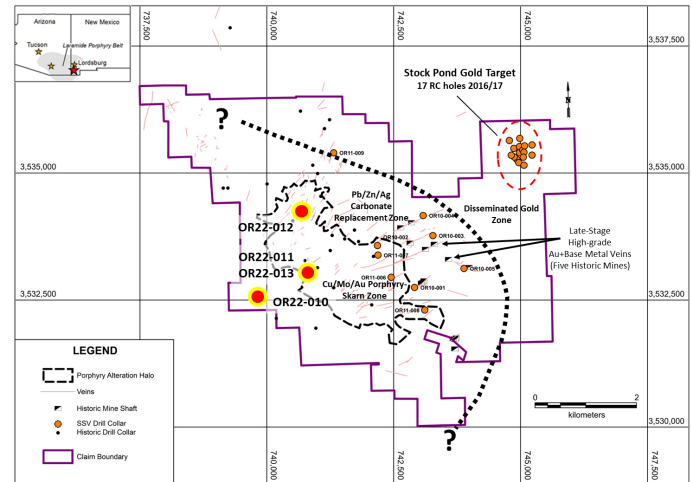 Arizona
New Mexico
Tucson
Laramide Porphyry Belt
Lordsburg
737,500
740,000
742,500
745,000
747,500
3,537,500
3,535,000
3,532,500
3,530,000
Stock Pond Gold Target
17 RC holes 2016/17
N
?
OR11-009
Pb/Zn/Ag
Carbonate
Replacement Zone
Disseminated Gold
Zone
OR10-004
OR22-012
OR10-002
OR10-003
Late-Stage
High-grade
Au+Base Metal Veins
(Five Historic Mines)
OR22-011
OR22-013
OR11-007
OR11-006
OR10-005
Cu/Mo/Au Porphyry-
Skarn Zone
OR10-001
OR22-010
OR11-008
LEGEND
Porphyry Alteration Halo
Veins
Historic Mine Shaft
SSV Drill Collar
Historic Drill Collar
Claim Boundary
0
2
kilometers
?
740,000
742,500
745,000
747,500